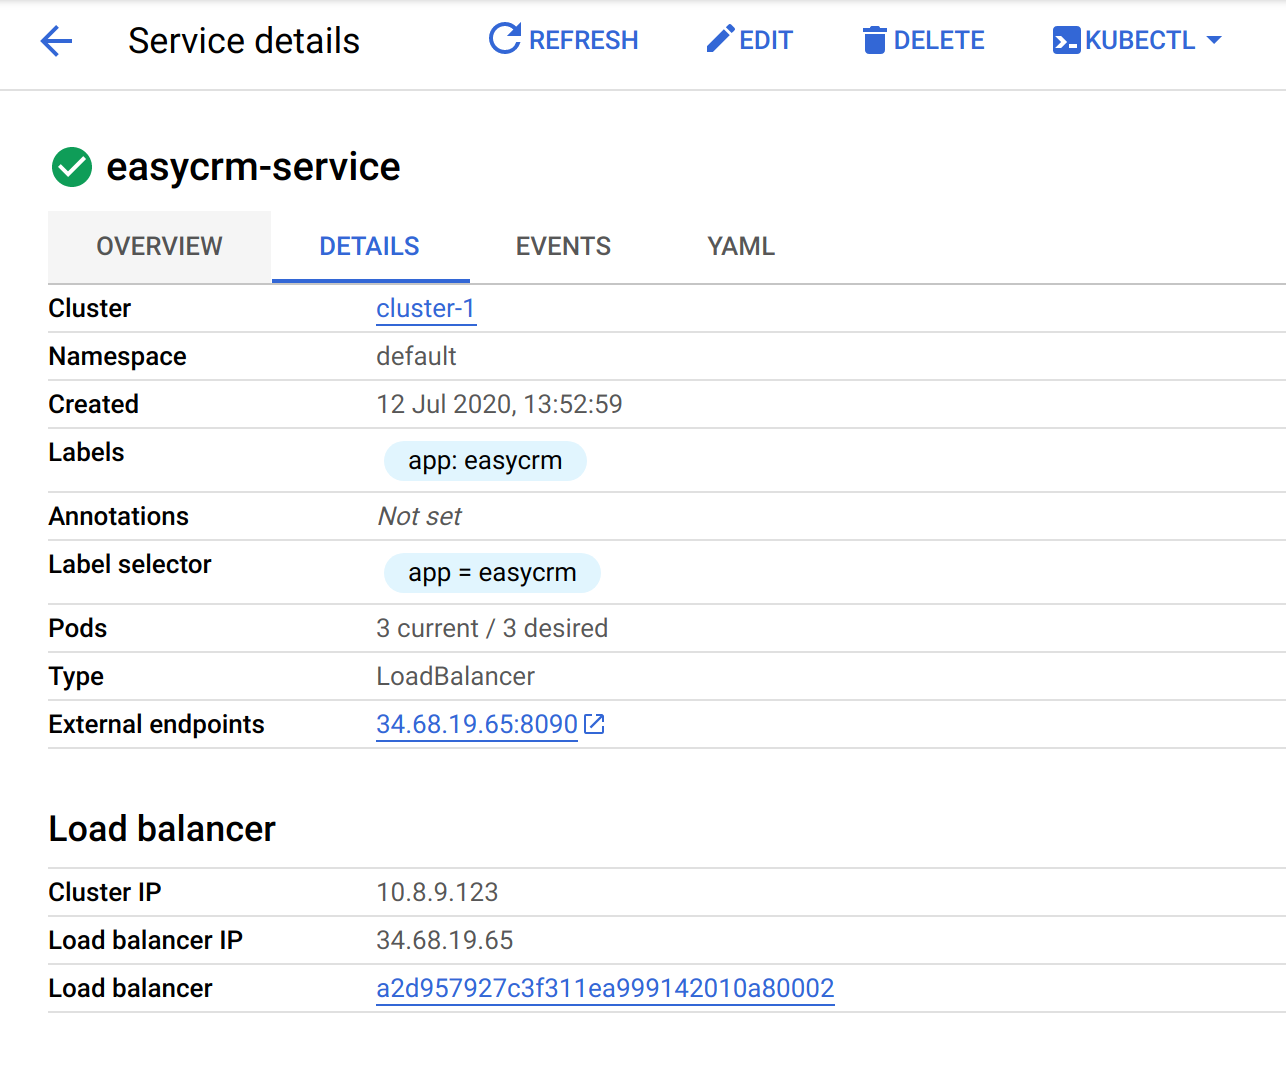 Service details REFRESH EDIT DELETE KUBECTL
easycrm-service
OVERVIEW DETAILS EVENTS YAML
Cluster cluster-1
Namespace default
Created 12 Jul 2020, 13:52:59
Labels app: easycrm
Annotations Not set
Label selector app = easycrm
Pods 3 current / 3 desired
Type LoadBalancer
External endpoints 34.68.19.65:8090
Load balancer
Cluster IP 10.8.9.123
Load balancer IP 34.68.19.65
Load balancer a2d957927c3f311ea999142010a80002